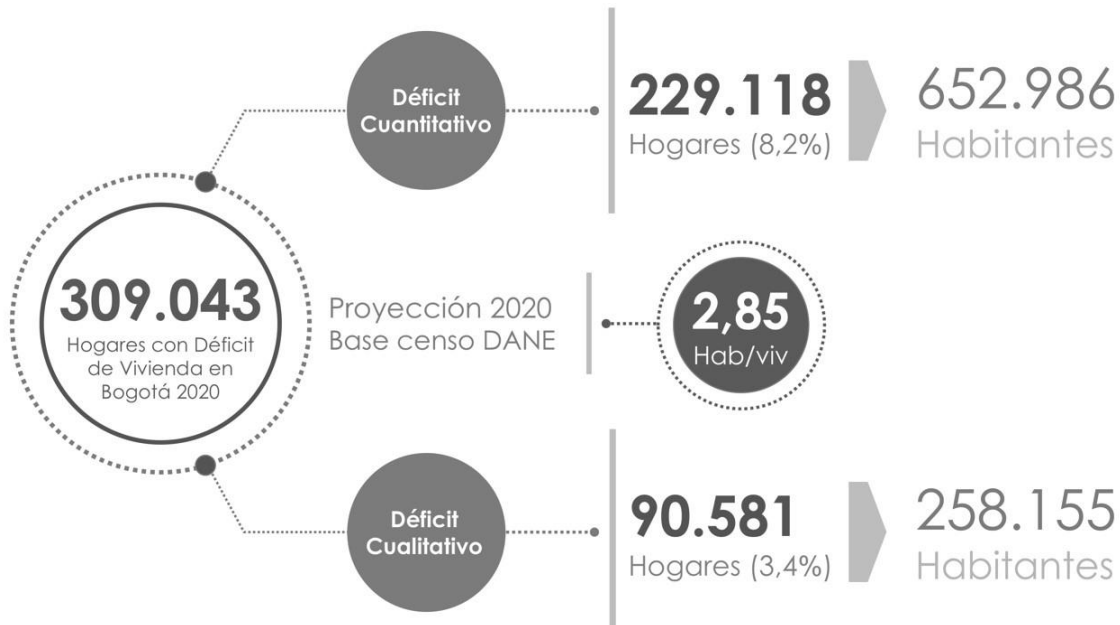 Déficit
Cuantitativo
229.118
Hogares (8,2%)
652.986
Habitantes
309.043
Hogares con Déficit
de Vivienda en
Bogotá 2020
Proyección 2020
Base censo DANE
2,85
Hab/viv
Déficit
Cualitativo
90.581
Hogares (3,4%)
258.155
Habitantes